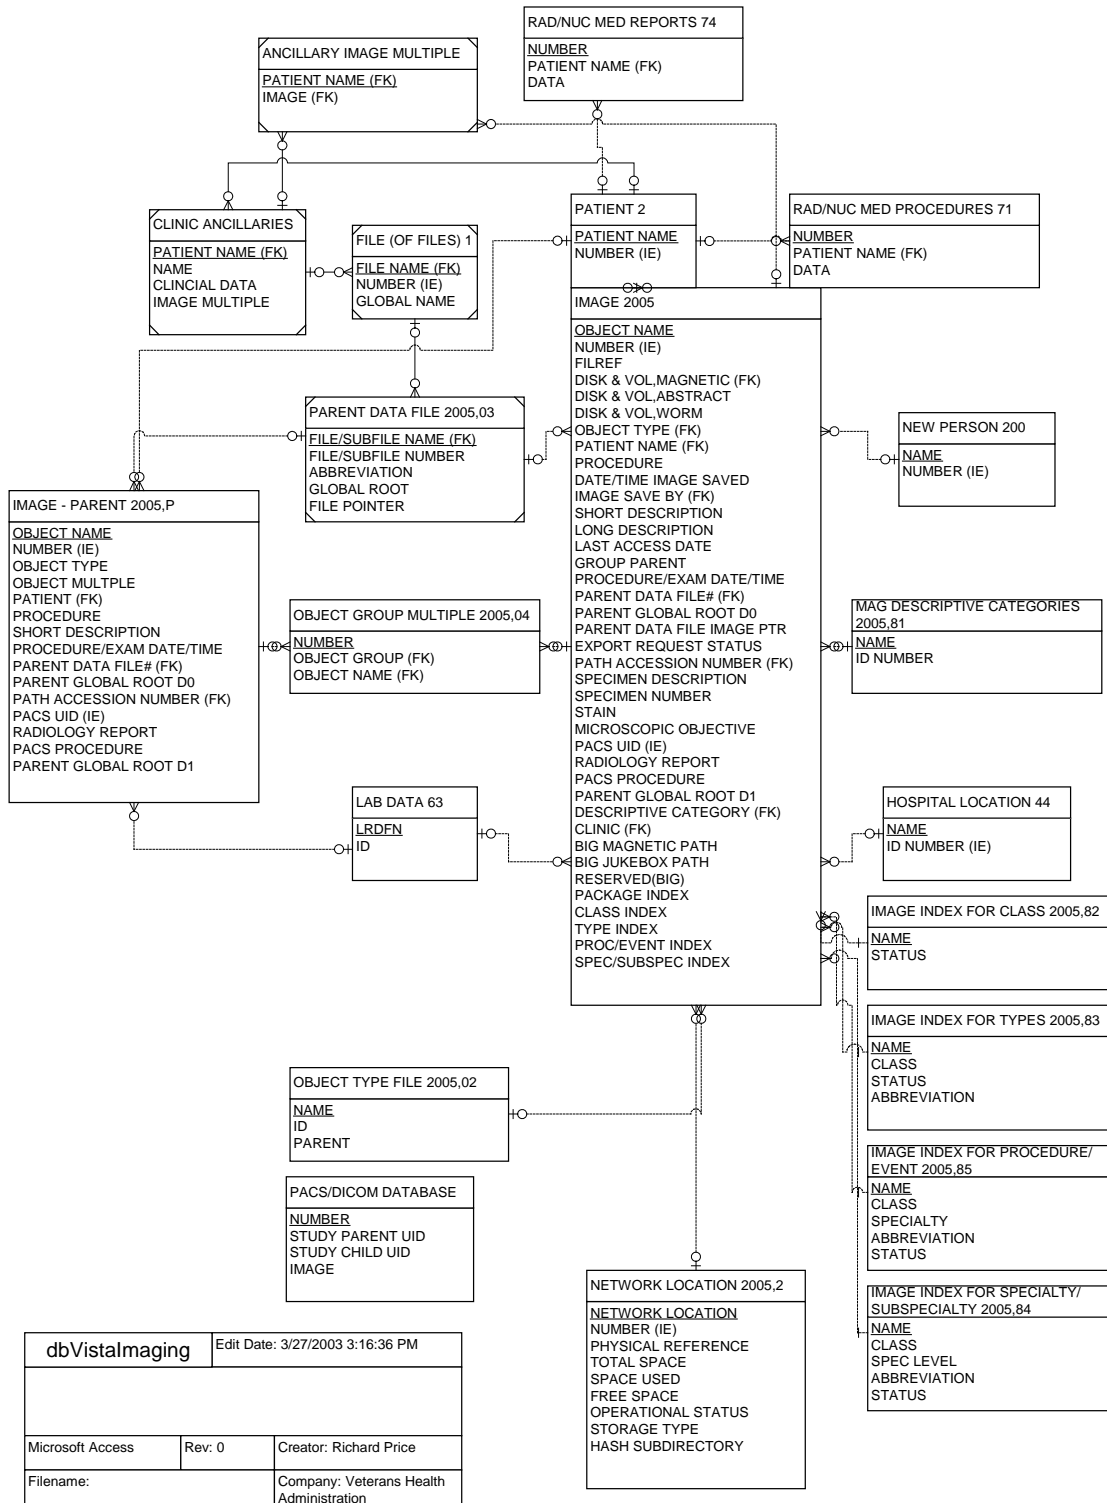 RAD/NUC MED REPORTS 74
NUMBER
PATIENT NAME (FK)
DATA
ANCILLARY IMAGE MULTIPLE
PATIENT NAME (FK)
IMAGE (FK)
CLINIC ANCILLARIES
PATIENT NAME (FK)
NAME
CLINCIAL DATA
IMAGE MULTIPLE
FILE (OF FILES) 1
FILE NAME (FK)
NUMBER (IE)
GLOBAL NAME
PATIENT 2
PATIENT NAME
NUMBER (IE)
RAD/NUC MED PROCEDURES 71
NUMBER
PATIENT NAME (FK)
DATA
IMAGE 2005
OBJECT NAME
NUMBER (IE)
FILREF
DISK & VOL,MAGNETIC (FK)
DISK & VOL,ABSTRACT
DISK & VOL,WORM
OBJECT TYPE (FK)
PATIENT NAME (FK)
PROCEDURE
DATE/TIME IMAGE SAVED
IMAGE SAVE BY (FK)
SHORT DESCRIPTION
LONG DESCRIPTION
LAST ACCESS DATE
GROUP PARENT
PROCEDURE/EXAM DATE/TIME
PARENT DATA FILE# (FK)
PARENT GLOBAL ROOT D0
PARENT DATA FILE IMAGE PTR
EXPORT REQUEST STATUS
PATH ACCESSION NUMBER (FK)
SPECIMEN DESCRIPTION
SPECIMEN NUMBER
STAIN
MICROSCOPIC OBJECTIVE
PACS UID (IE)
RADIOLOGY REPORT
PACS PROCEDURE
PARENT GLOBAL ROOT D1
DESCRIPTIVE CATEGORY (FK)
CLINIC (FK)
BIG MAGNETIC PATH
BIG JUKEBOX PATH
RESERVED(BIG)
PACKAGE INDEX
CLASS INDEX
TYPE INDEX
PROC/EVENT INDEX
SPEC/SUBSPEC INDEX
PARENT DATA FILE 2005,03
FILE/SUBFILE NAME (FK)
FILE/SUBFILE NUMBER
ABBREVIATION
GLOBAL ROOT
FILE POINTER
NEW PERSON 200
NAME
NUMBER (IE)
IMAGE - PARENT 2005,P
OBJECT NAME
NUMBER (IE)
OBJECT TYPE
OBJECT MULTPLE
PATIENT (FK)
PROCEDURE
SHORT DESCRIPTION
PROCEDURE/EXAM DATE/TIME
PARENT DATA FILE# (FK)
PARENT GLOBAL ROOT D0
PATH ACCESSION NUMBER (FK)
PACS UID (IE)
RADIOLOGY REPORT
PACS PROCEDURE
PARENT GLOBAL ROOT D1
OBJECT GROUP MULTIPLE 2005,04
NUMBER
OBJECT GROUP (FK)
OBJECT NAME (FK)
MAG DESCRIPTIVE CATEGORIES
2005,81
NAME
ID NUMBER
LAB DATA 63
LRDFN
ID
HOSPITAL LOCATION 44
NAME
ID NUMBER (IE)
IMAGE INDEX FOR CLASS 2005,82
NAME
STATUS
IMAGE INDEX FOR TYPES 2005,83
NAME
CLASS
STATUS
ABBREVIATION
OBJECT TYPE FILE 2005,02
NAME
ID
PARENT
IMAGE INDEX FOR PROCEDURE/
EVENT 2005,85
NAME
CLASS
SPECIALTY
ABBREVIATION
STATUS
PACS/DICOM DATABASE
NUMBER
STUDY PARENT UID
STUDY CHILD UID
IMAGE
NETWORK LOCATION 2005,2
NETWORK LOCATION
NUMBER (IE)
PHYSICAL REFERENCE
TOTAL SPACE
SPACE USED
FREE SPACE
OPERATIONAL STATUS
STORAGE TYPE
HASH SUBDIRECTORY
IMAGE INDEX FOR SPECIALTY/
SUBSPECIALTY 2005,84
NAME
CLASS
SPEC LEVEL
ABBREVIATION
STATUS
dbVistaImaging
Edit Date: 3/27/2003 3:16:36 PM
Microsoft Access
Rev: 0
Creator: Richard Price
Filename:
Company: Veterans Health
Administration